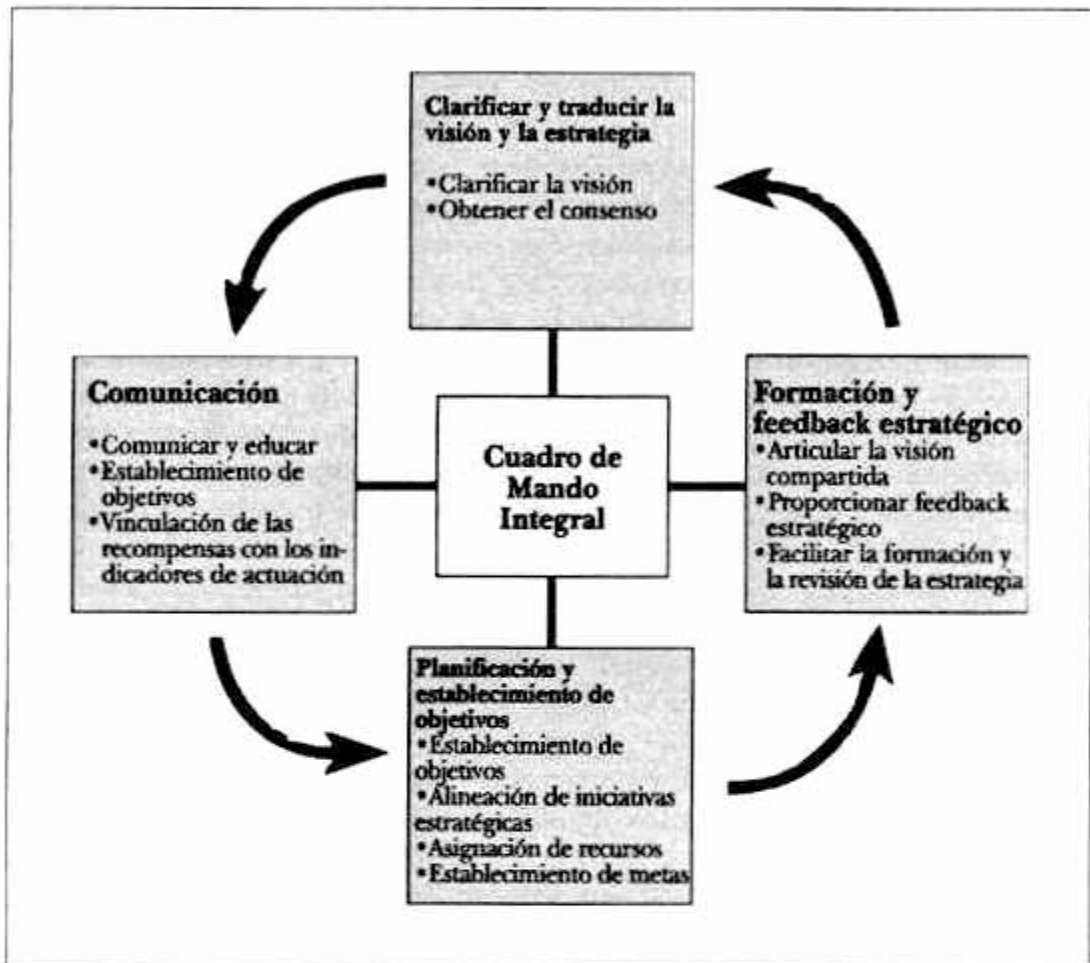 Clarificar y traducir la
visión y la estrategia
•Clarificar la visión
•Obtener el consenso
Comunicación
•Comunicar y educar
•Establecimiento de
objetivos
•Vinculación de las
recompensas con los in-
dicadores de actuación
Cuadro de
Mando
Integral
Formación y
feedback estratégico
•Articular la visión
compartida
•Proporcionar feedback
estratégico
•Facilitar la formación y
la revisión de la estrategia
Planificación y
establecimiento de
objetivos
•Establecimiento de
objetivos
•Alineación de iniciativas
estratégicas
•Asignación de recursos
•Establecimiento de metas